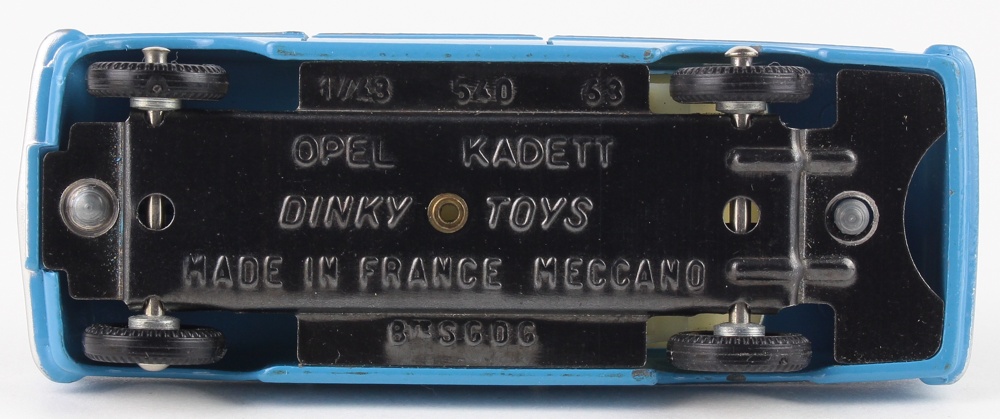 1/43 540 63
OPEL KADETT
DINKY TOYS
MADE IN FRANCE MECCANO